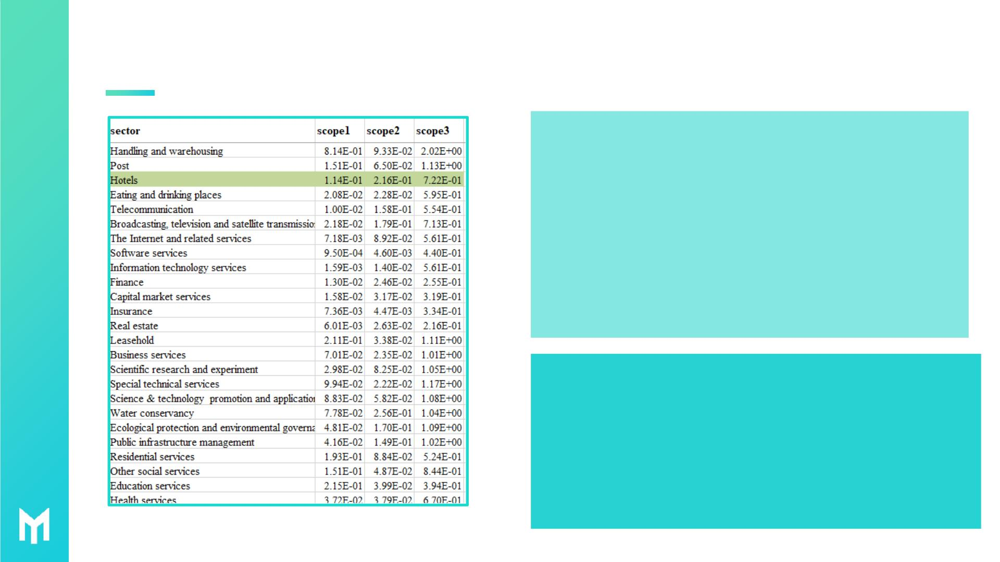 sector scope1 scope2 scope3
Handling and warehousing 8.14E-01 9.33E-02 2.02E+00
Post 1.51E-01 6.50E-02 1.13E+00
Hotels 1.14E-01 2.16E-01 7.22E-01
Eating and drinking places 2.08E-02 2.28E-02 5.95E-01
Telecommunication 1.00E-02 1.58E-01 5.54E-01
Broadcasting, television and satellite transmissio 2.18E-02 1.79E-01 7.13E-01
The Internet and related services 7.18E-03 8.92E-02 5.61E-01
Software services 9.50E-04 4.60E-03 4.40E-01
Information technology services 1.59E-03 1.40E-02 5.61E-01
Finance 1.30E-02 2.46E-02 2.55E-01
Capital market services 1.58E-02 3.17E-02 3.19E-01
Insurance 7.36E-03 4.47E-03 3.34E-01
Real estate 6.01E-03 2.63E-02 2.16E-01
Leasehold 2.11E-01 3.38E-02 1.11E+00
Business services 7.01E-02 2.35E-02 1.01E+00
Scientific research and experiment 2.98E-02 8.25E-02 1.05E+00
Special technical services 9.94E-02 2.22E-02 1.17E+00
Science & technology  promotion and application 8.83E-02 5.82E-02 1.08E+00
Water conservancy 7.78E-02 2.56E-01 1.04E+00
Ecological protection and environmental governa 4.81E-02 1.70E-01 1.09E+00
Public infrastructure management 4.16E-02 1.49E-01 1.02E+00
Residential services 1.93E-01 8.84E-02 5.24E-01
Other social services 1.51E-01 4.87E-02 8.44E-01
Education services 2.15E-01 3.99E-02 3.94E-01
Health services 3.72E-02 3.79E-02 6.70E-01